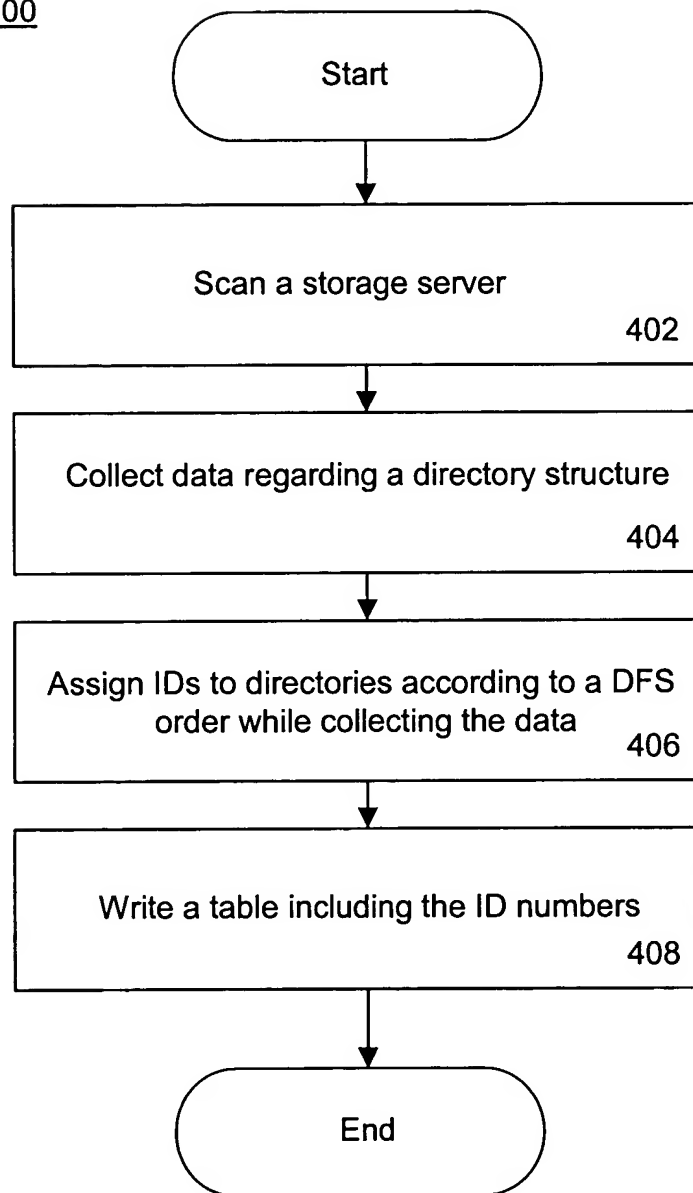 00
Start
Scan a storage server
402
Collect data regarding a directory structure
404
Assign IDs to directories according to a DFS
order while collecting the data
406
Write a table including the ID numbers
408
End